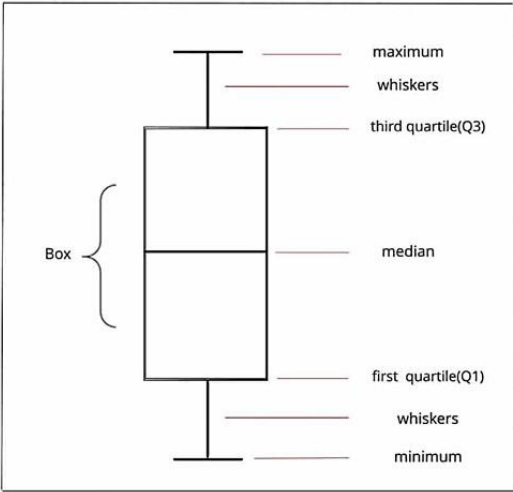 maximum
whiskers
third quartile(Q3)
Box
median
first quartile(Q1)
whiskers
minimum